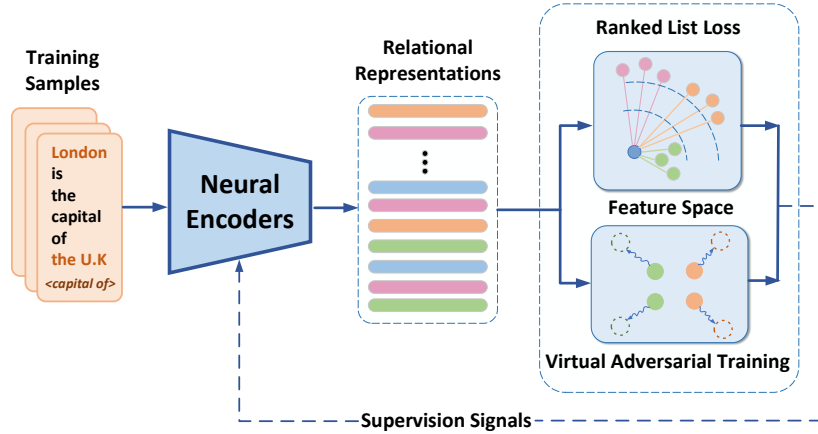 Training
Samples
London
is
the
capital
of
the U.K
<capital of>
Neural
Encoders
Relational
Representations
Ranked List Loss
Feature Space
Virtual Adversarial Training
Supervision Signals